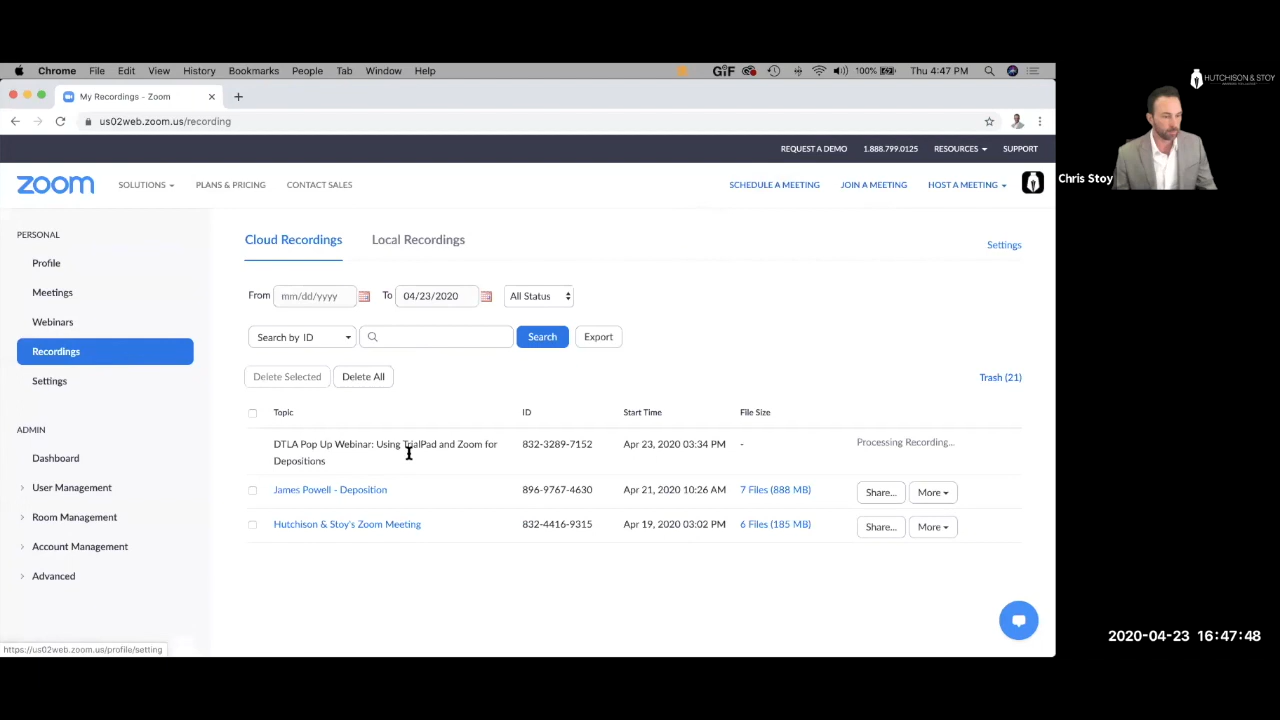 Chrome File Edit View History Bookmarks People Tab Window Help GIF 100% Thu 4:47 PM
HUTCHISON & STOY
My Recordings - Zoom
us02web.zoom.us/recording
REQUEST A DEMO 1.888.799.0125 RESOURCES SUPPORT
zoom SOLUTIONS PLANS & PRICING CONTACT SALES SCHEDULE A MEETING JOIN A MEETING HOST A MEETING
Chris Stoy
PERSONAL
Profile
Meetings
Webinars
Recordings
Settings
ADMIN
Dashboard
User Management
Room Management
Account Management
Advanced
Cloud Recordings Local Recordings Settings
From mm/dd/yyyy To 04/23/2020 All Status
Search by ID Search Export
Delete Selected Delete All Trash (21)
Topic ID Start Time File Size
DTLA Pop Up Webinar: Using TrialPad and Zoom for 832-3289-7152 Apr 23, 2020 03:34 PM - Processing Recording...
Depositions
James Powell - Deposition 896-9767-4630 Apr 21, 2020 10:26 AM 7 Files (888 MB) Share... More
Hutchison & Stoy's Zoom Meeting 832-4416-9315 Apr 19, 2020 03:02 PM 6 Files (185 MB) Share... More
https://us02web.zoom.us/profile/setting
2020-04-23 16:47:48